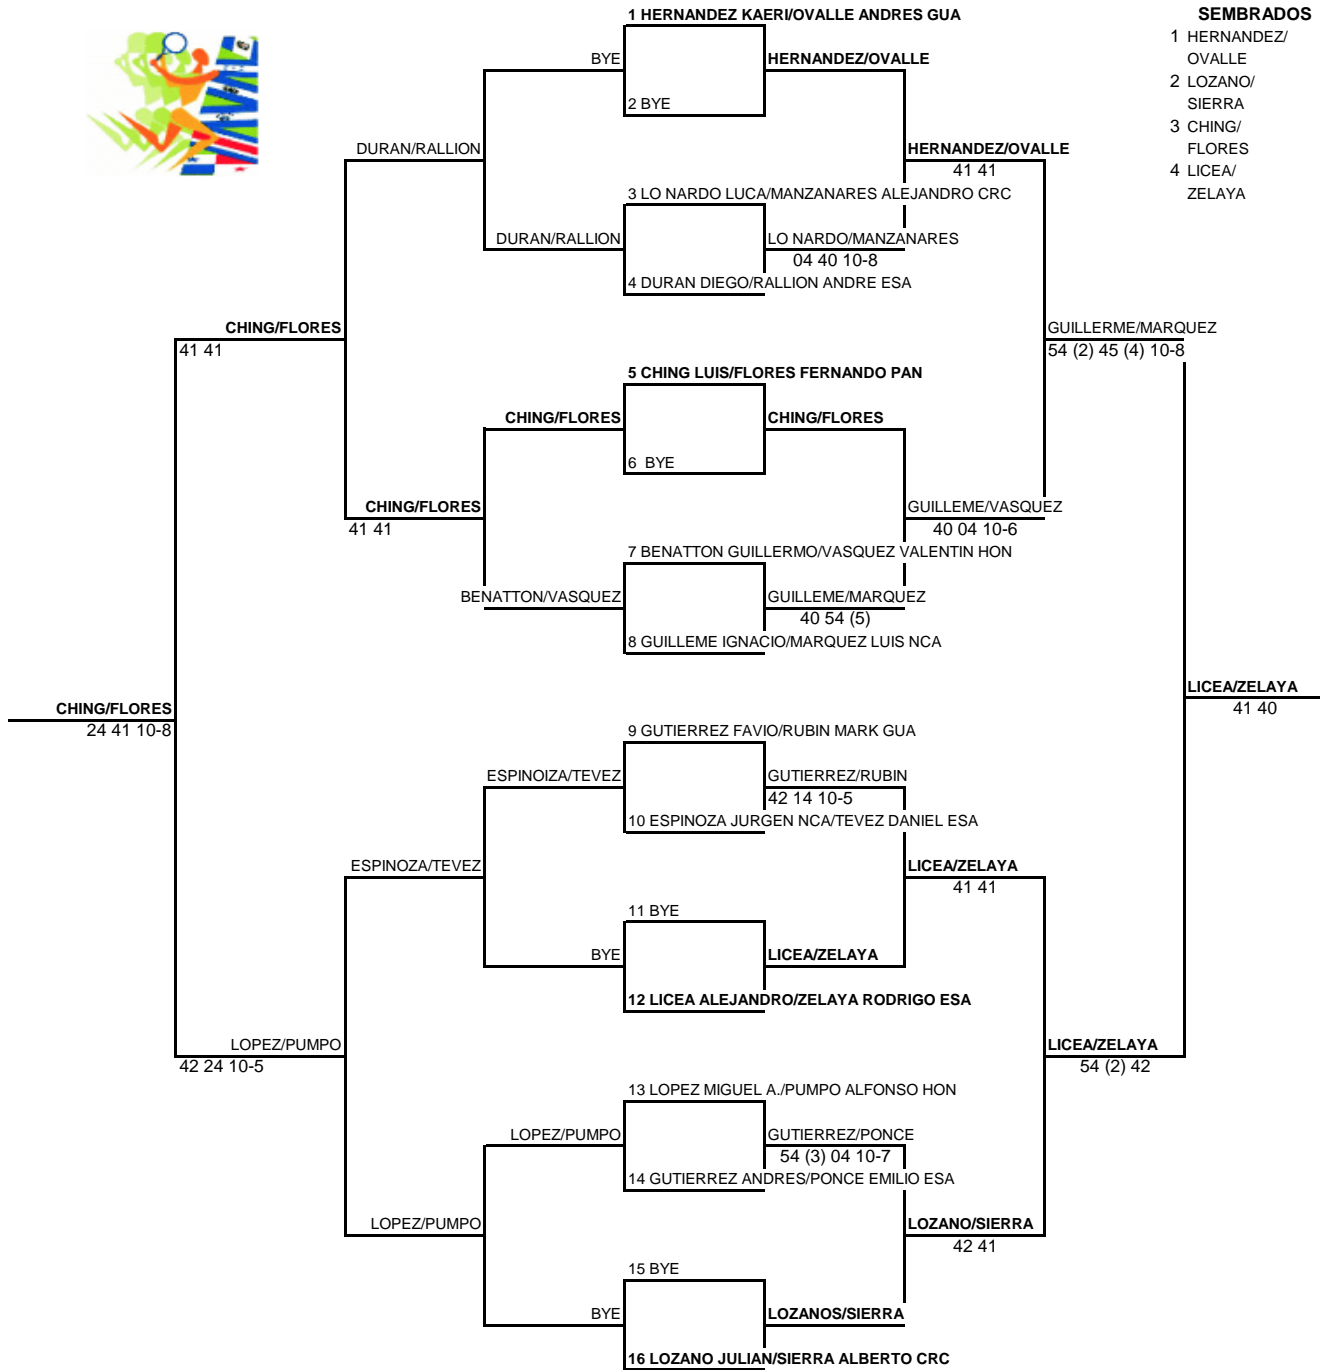 1 HERNANDEZ KAERI/OVALLE ANDRES GUA
SEMBRADOS
1 HERNANDEZ/
OVALLE
2 LOZANO/
SIERRA
3 CHING/
FLORES
4 LICEA/
ZELAYA
BYE
HERNANDEZ/OVALLE
2 BYE
DURAN/RALLION
HERNANDEZ/OVALLE
41 41
3 LO NARDO LUCA/MANZANARES ALEJANDRO CRC
DURAN/RALLION
LO NARDO/MANZANARES
04 40 10-8
4 DURAN DIEGO/RALLION ANDRE ESA
CHING/FLORES
41 41
GUILLERME/MARQUEZ
54 (2) 45 (4) 10-8
5 CHING LUIS/FLORES FERNANDO PAN
CHING/FLORES
CHING/FLORES
6 BYE
CHING/FLORES
41 41
GUILLEME/VASQUEZ
40 04 10-6
7 BENATTON GUILLERMO/VASQUEZ VALENTIN HON
BENATTON/VASQUEZ
GUILLEME/MARQUEZ
40 54 (5)
8 GUILLEME IGNACIO/MARQUEZ LUIS NCA
LICEA/ZELAYA
41 40
CHING/FLORES
24 41 10-8
9 GUTIERREZ FAVIO/RUBIN MARK GUA
ESPINOIZA/TEVEZ
GUTIERREZ/RUBIN
42 14 10-5
10 ESPINOZA JURGEN NCA/TEVEZ DANIEL ESA
ESPINOZA/TEVEZ
LICEA/ZELAYA
41 41
11 BYE
BYE
LICEA/ZELAYA
12 LICEA ALEJANDRO/ZELAYA RODRIGO ESA
LOPEZ/PUMPO
42 24 10-5
LICEA/ZELAYA
54 (2) 42
13 LOPEZ MIGUEL A./PUMPO ALFONSO HON
LOPEZ/PUMPO
GUTIERREZ/PONCE
54 (3) 04 10-7
14 GUTIERREZ ANDRES/PONCE EMILIO ESA
LOPEZ/PUMPO
LOZANO/SIERRA
42 41
15 BYE
BYE
LOZANOS/SIERRA
16 LOZANO JULIAN/SIERRA ALBERTO CRC